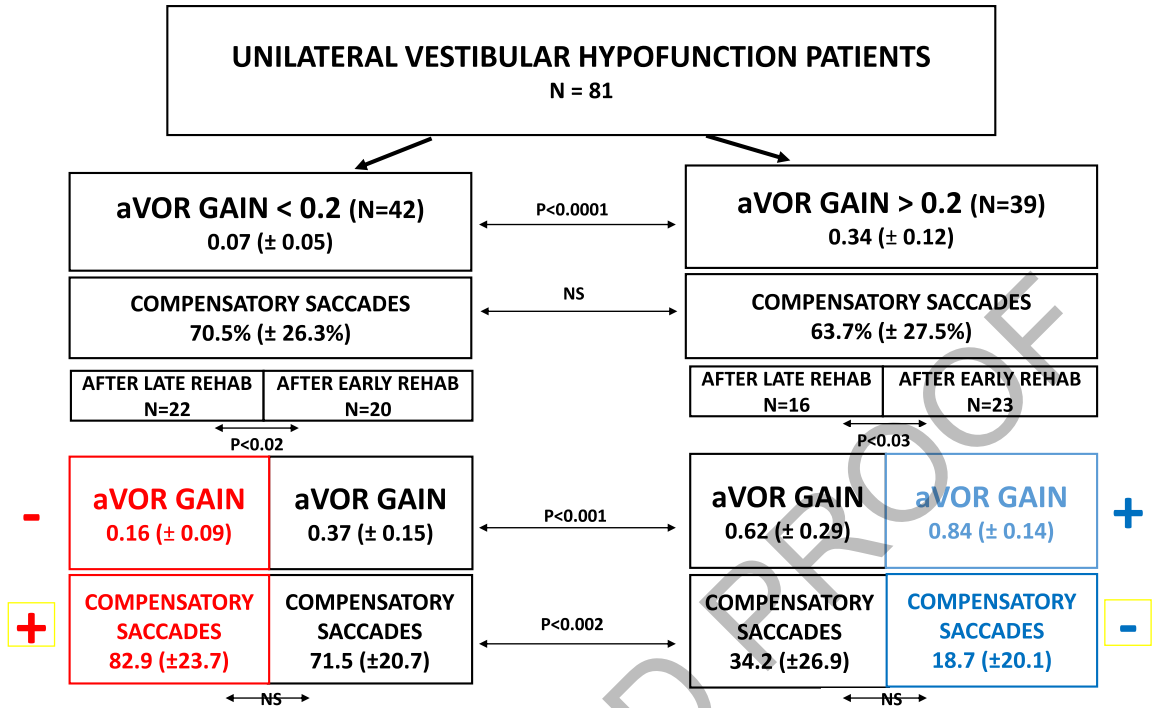 UNILATERAL VESTIBULAR HYPOFUNCTION PATIENTS
N = 81
aVOR GAIN < 0.2 (N=42)
0.07 (± 0.05)
P<0.0001
aVOR GAIN > 0.2 (N=39)
0.34 (± 0.12)
COMPENSATORY SACCADES
70.5% (± 26.3%)
NS
COMPENSATORY SACCADES
63.7% (± 27.5%)
AFTER LATE REHAB
N=22
AFTER EARLY REHAB
N=20
AFTER LATE REHAB
N=16
AFTER EARLY REHAB
N=23
P<0.02
P<0.03
-
aVOR GAIN
0.16 (± 0.09)
aVOR GAIN
0.37 (± 0.15)
P<0.001
aVOR GAIN
0.62 (± 0.29)
aVOR GAIN
0.84 (± 0.14)
+
+
COMPENSATORY
SACCADES
82.9 (±23.7)
COMPENSATORY
SACCADES
71.5 (±20.7)
P<0.002
COMPENSATORY
SACCADES
34.2 (±26.9)
COMPENSATORY
SACCADES
18.7 (±20.1)
-
NS
NS
D PROOF